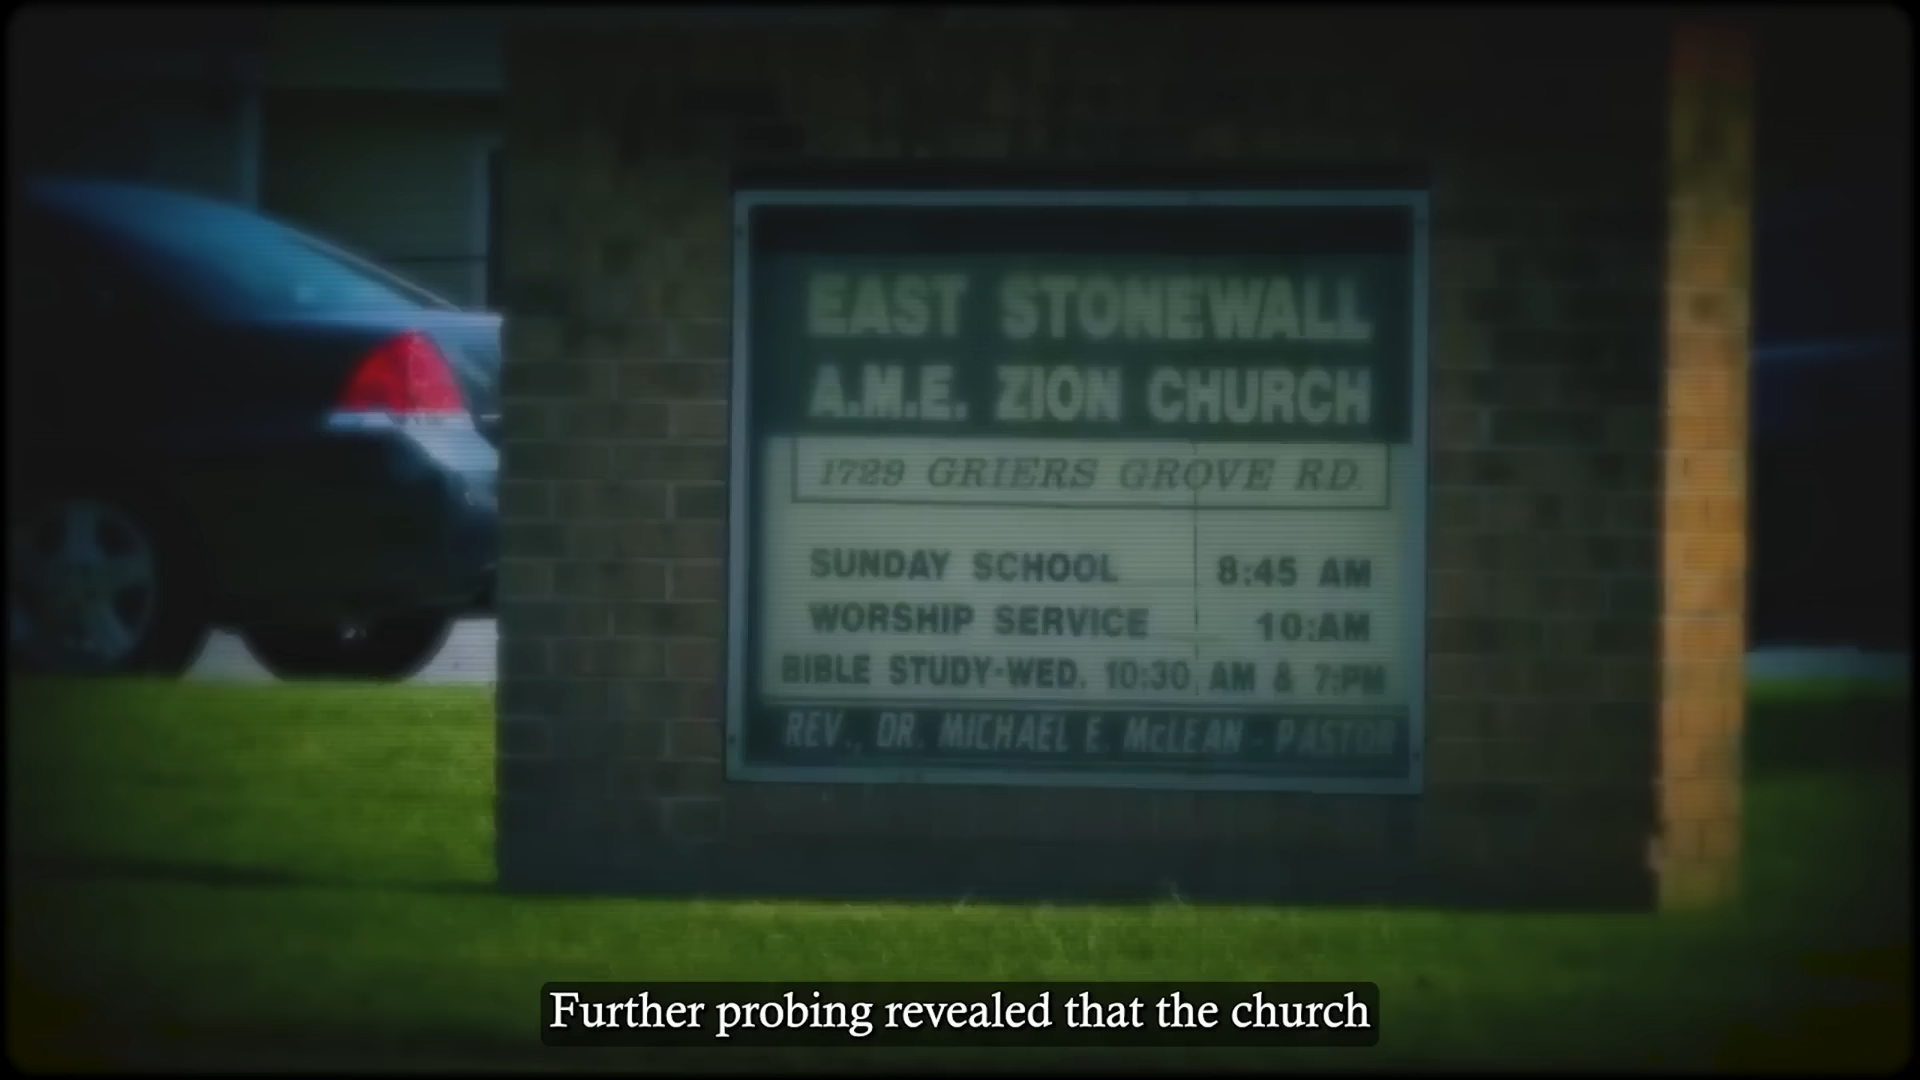 EAST STONEWALL
A.M.E. ZION CHURCH
1729 GRIERS GROVE RD.
SUNDAY SCHOOL 8:45 AM
WORSHIP SERVICE 10:AM
BIBLE STUDY-WED. 10:30 AM & 7:PM
REV., DR. MICHAEL E. McLEAN - PASTOR
Further probing revealed that the church